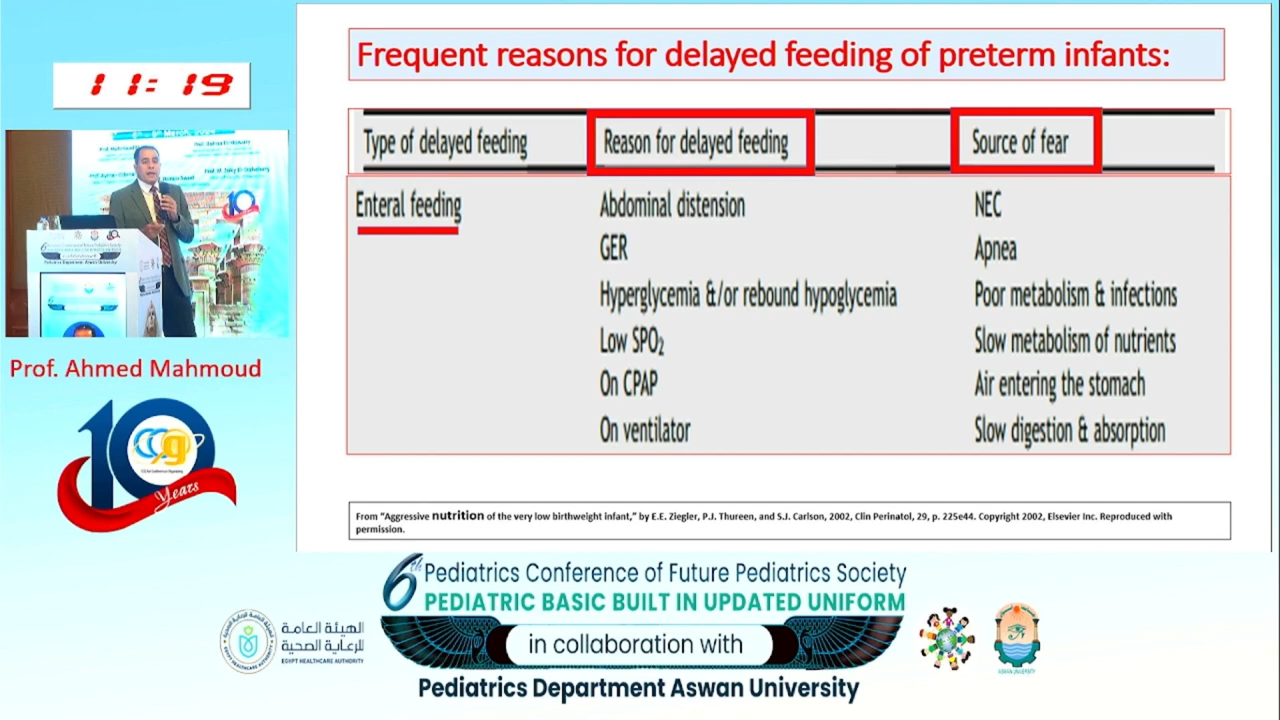 Frequent reasons for delayed feeding of preterm infants:
11:19
Type of delayed feeding Reason for delayed feeding Source of fear
Enteral feeding Abdominal distension NEC
GER Apnea
Hyperglycemia &/or rebound hypoglycemia Poor metabolism & infections
Low SPO₂ Slow metabolism of nutrients
On CPAP Air entering the stomach
On ventilator Slow digestion & absorption
Prof. Ahmed Mahmoud
10
Years
From “Aggressive nutrition of the very low birthweight infant,” by E.E. Ziegler, P.J. Thureen, and S.J. Carlson, 2002, Clin Perinatol, 29, p. 225e44. Copyright 2002, Elsevier Inc. Reproduced with
permission.
6th Pediatrics Conference of Future Pediatrics Society
PEDIATRIC BASIC BUILT IN UPDATED UNIFORM
in collaboration with
Pediatrics Department Aswan University
الهيئة العامة
للرعاية الصحية
EGYPT HEALTHCARE AUTHORITY
ASWAN UNIVERSITY